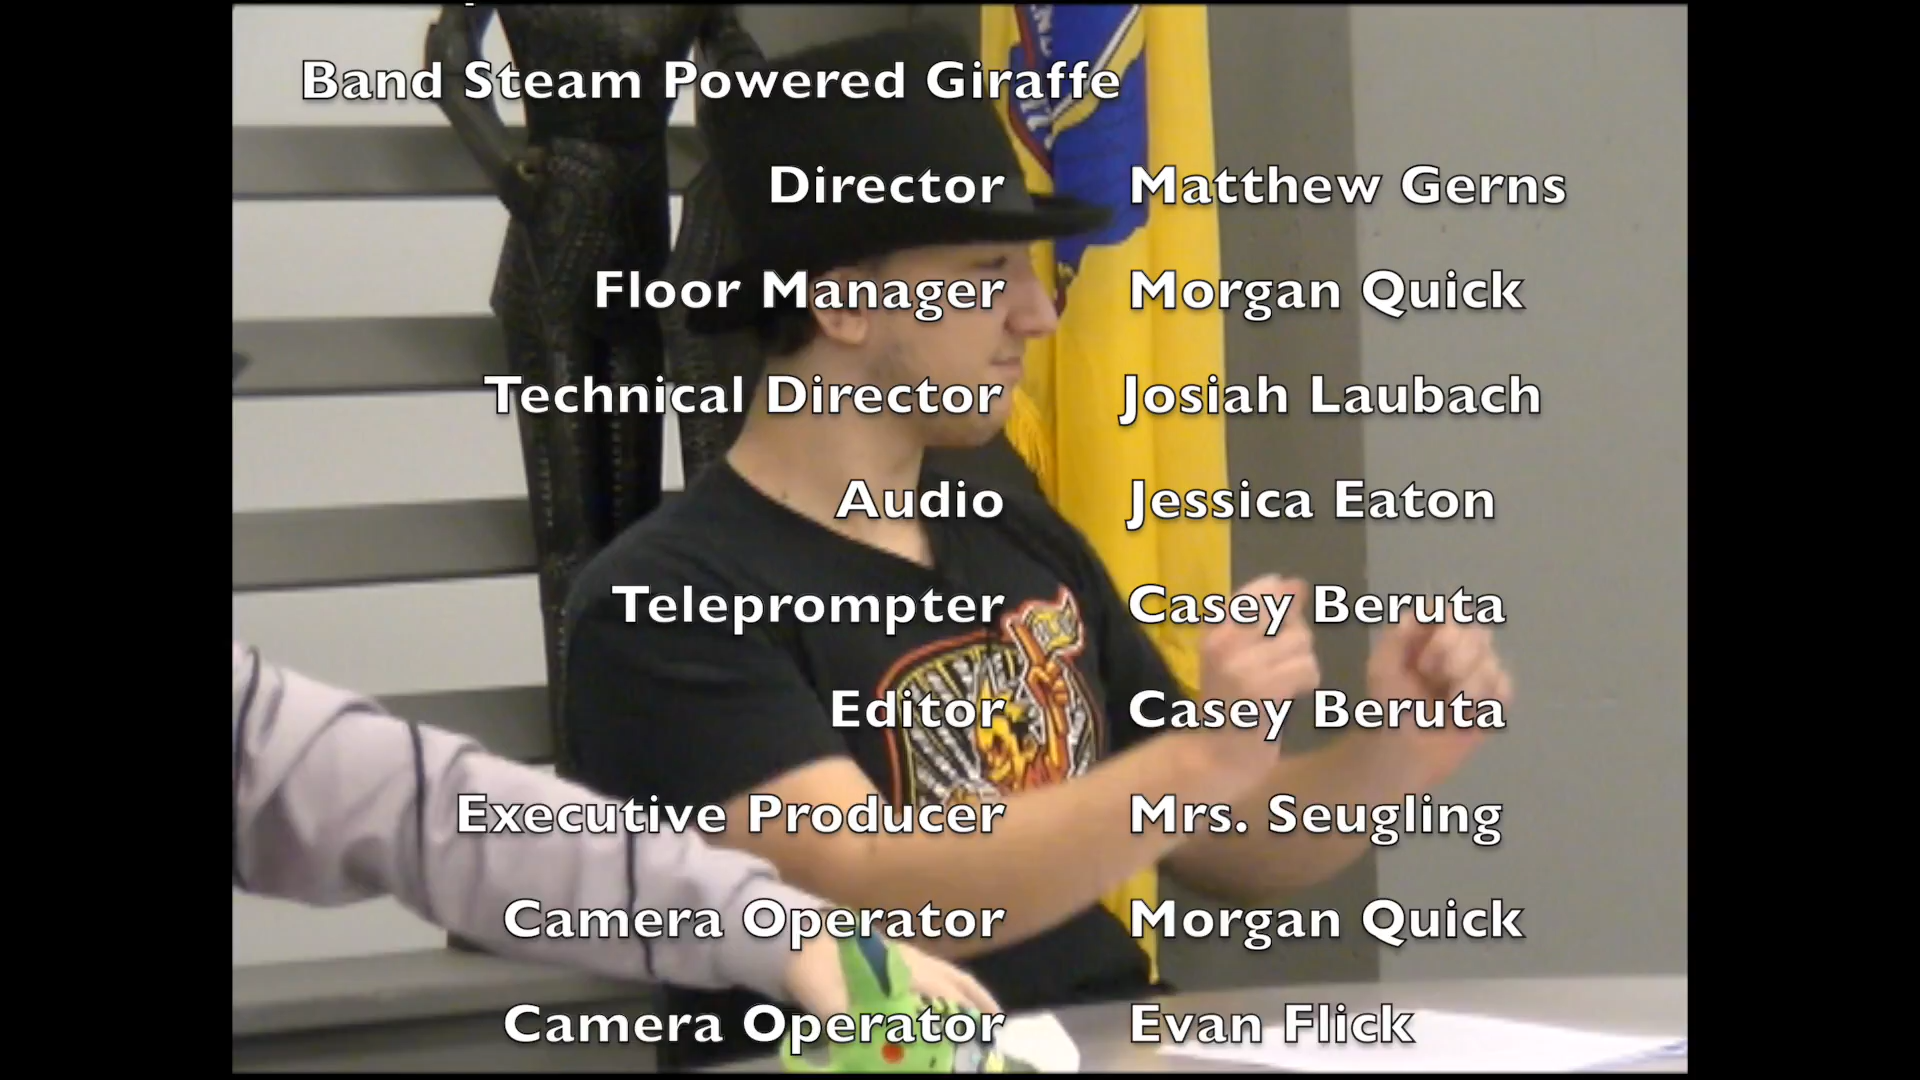 Band Steam Powered Giraffe
Director Matthew Gerns
Floor Manager Morgan Quick
Technical Director Josiah Laubach
Audio Jessica Eaton
Teleprompter Casey Beruta
Editor Casey Beruta
Executive Producer Mrs. Seugling
Camera Operator Morgan Quick
Camera Operator Evan Flick